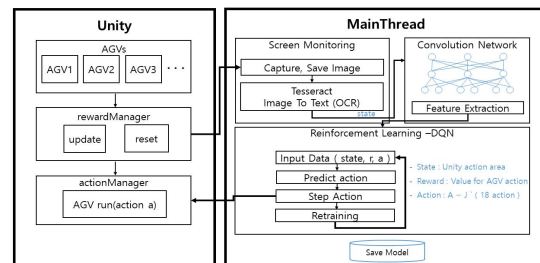 Unity
AGVs
AGV1
AGV2
AGV3
. . .
rewardManager
update
reset
actionManager
AGV run(action a)
MainThread
Screen Monitoring
Capture, Save Image
Tesseract
Image To Text (OCR)
state
Convolution Network
Feature Extraction
Reinforcement Learning –DQN
Input Data ( state, r, a )
Predict action
Step Action
Retraining
- State : Unity action area
- Reward : Value for AGV action
- Action : A ~ J ` ( 18 action )
Save Model